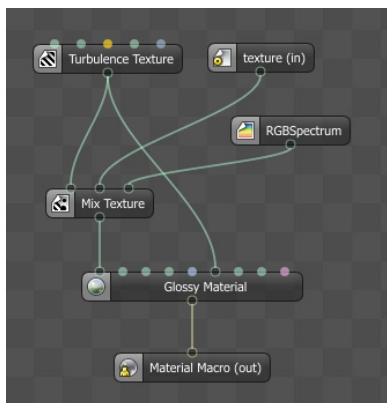 Turbulence Texture
texture (in)
RGBSpectrum
Mix Texture
Glossy Material
Material Macro (out)